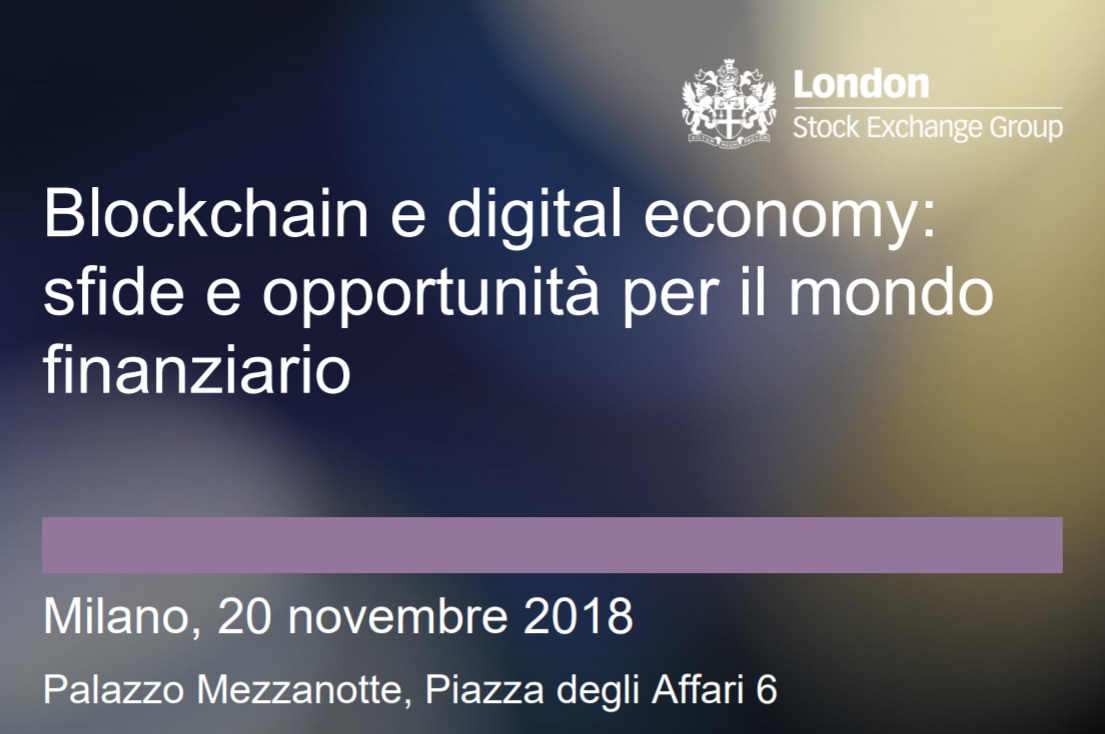 London
Stock Exchange Group
Blockchain e digital economy:
sfide e opportunità per il mondo
finanziario
Milano, 20 novembre 2018
Palazzo Mezzanotte, Piazza degli Affari 6